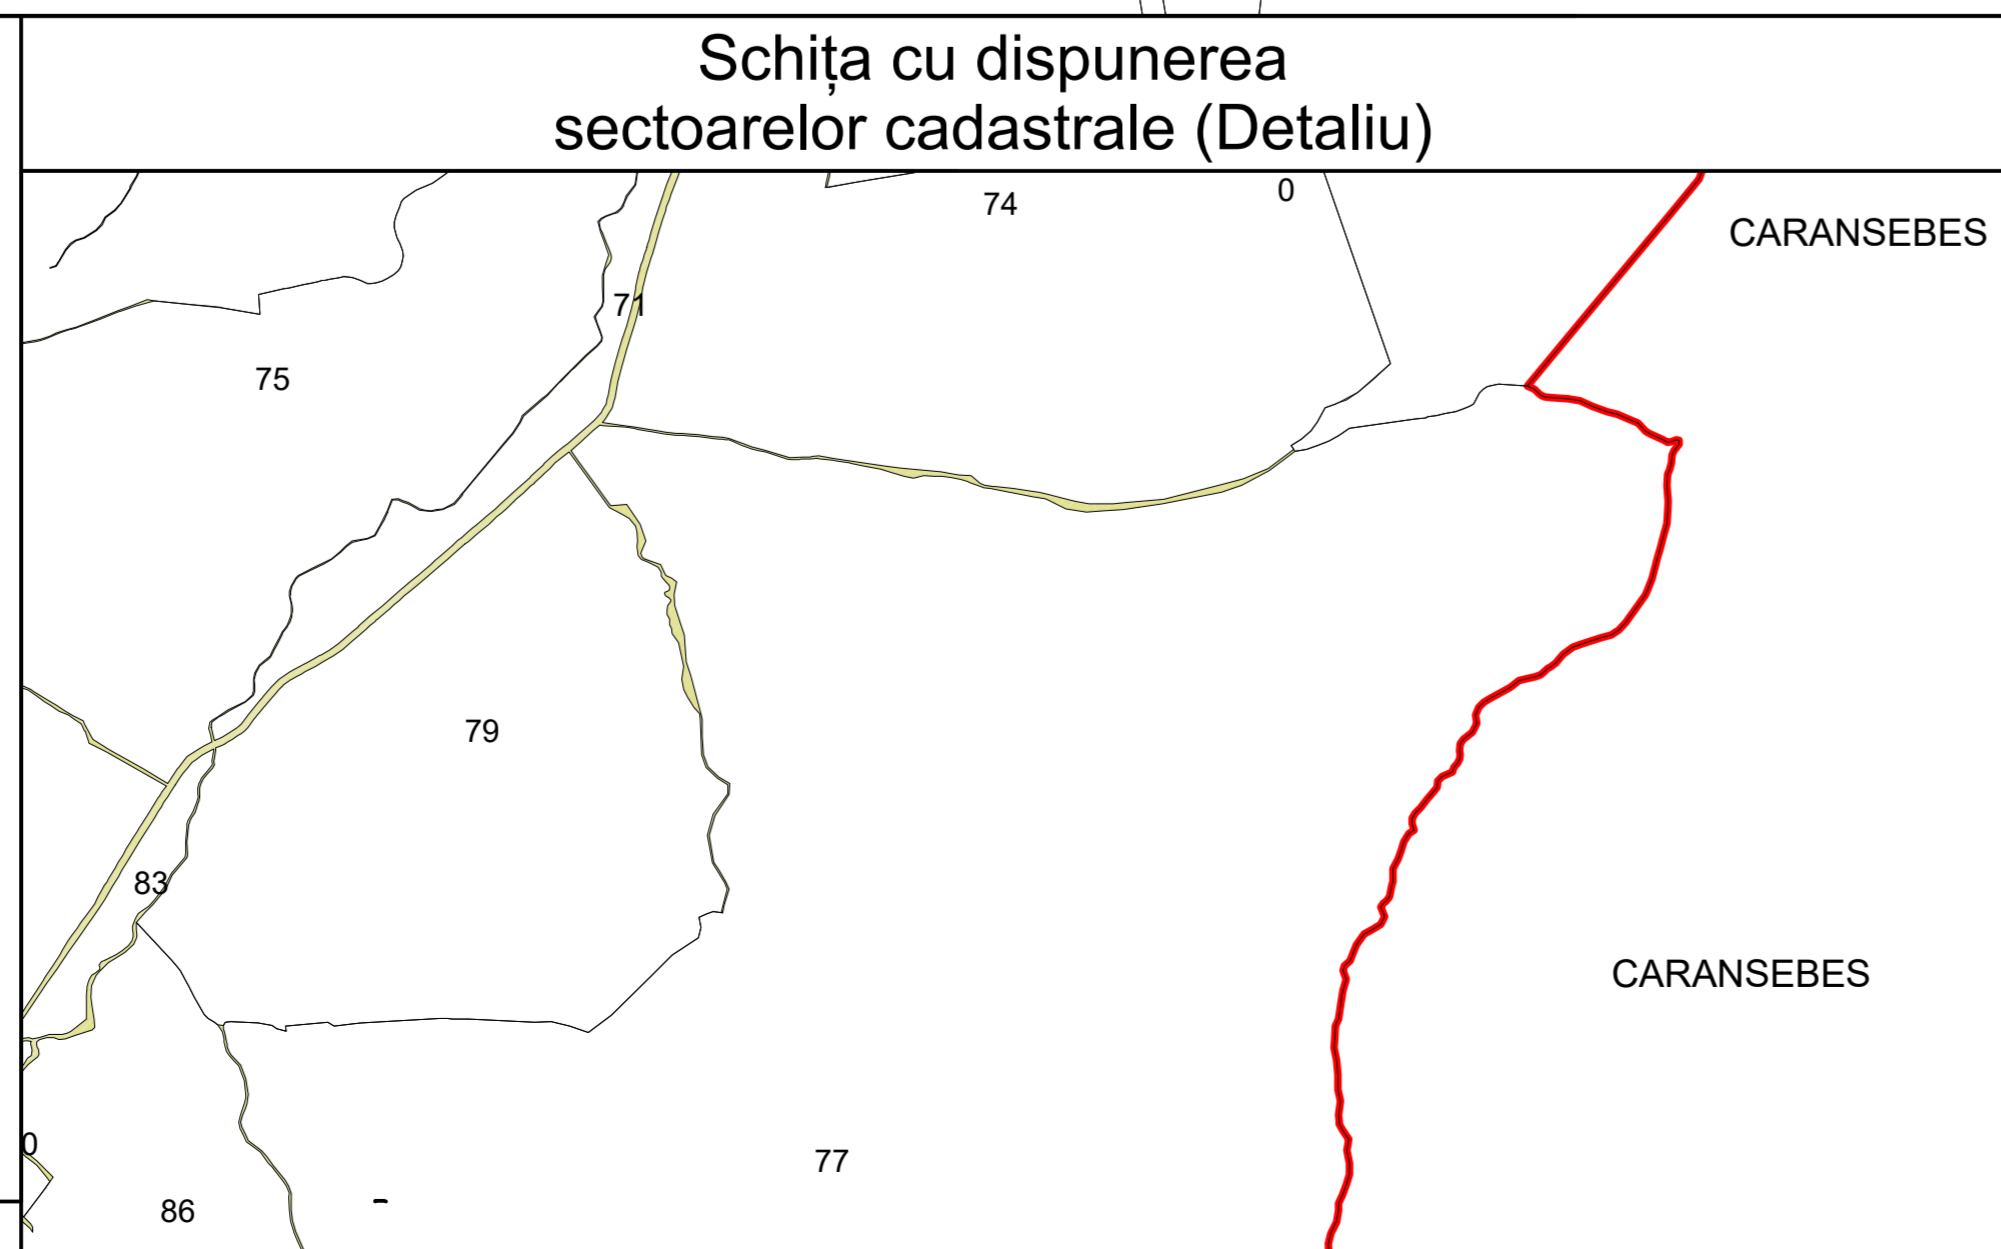 Schița cu dispunerea
sectoarelor cadastrale (Detaliu)
74
0
CARANSEBES
71
75
79
83
CARANSEBES
0
77
86